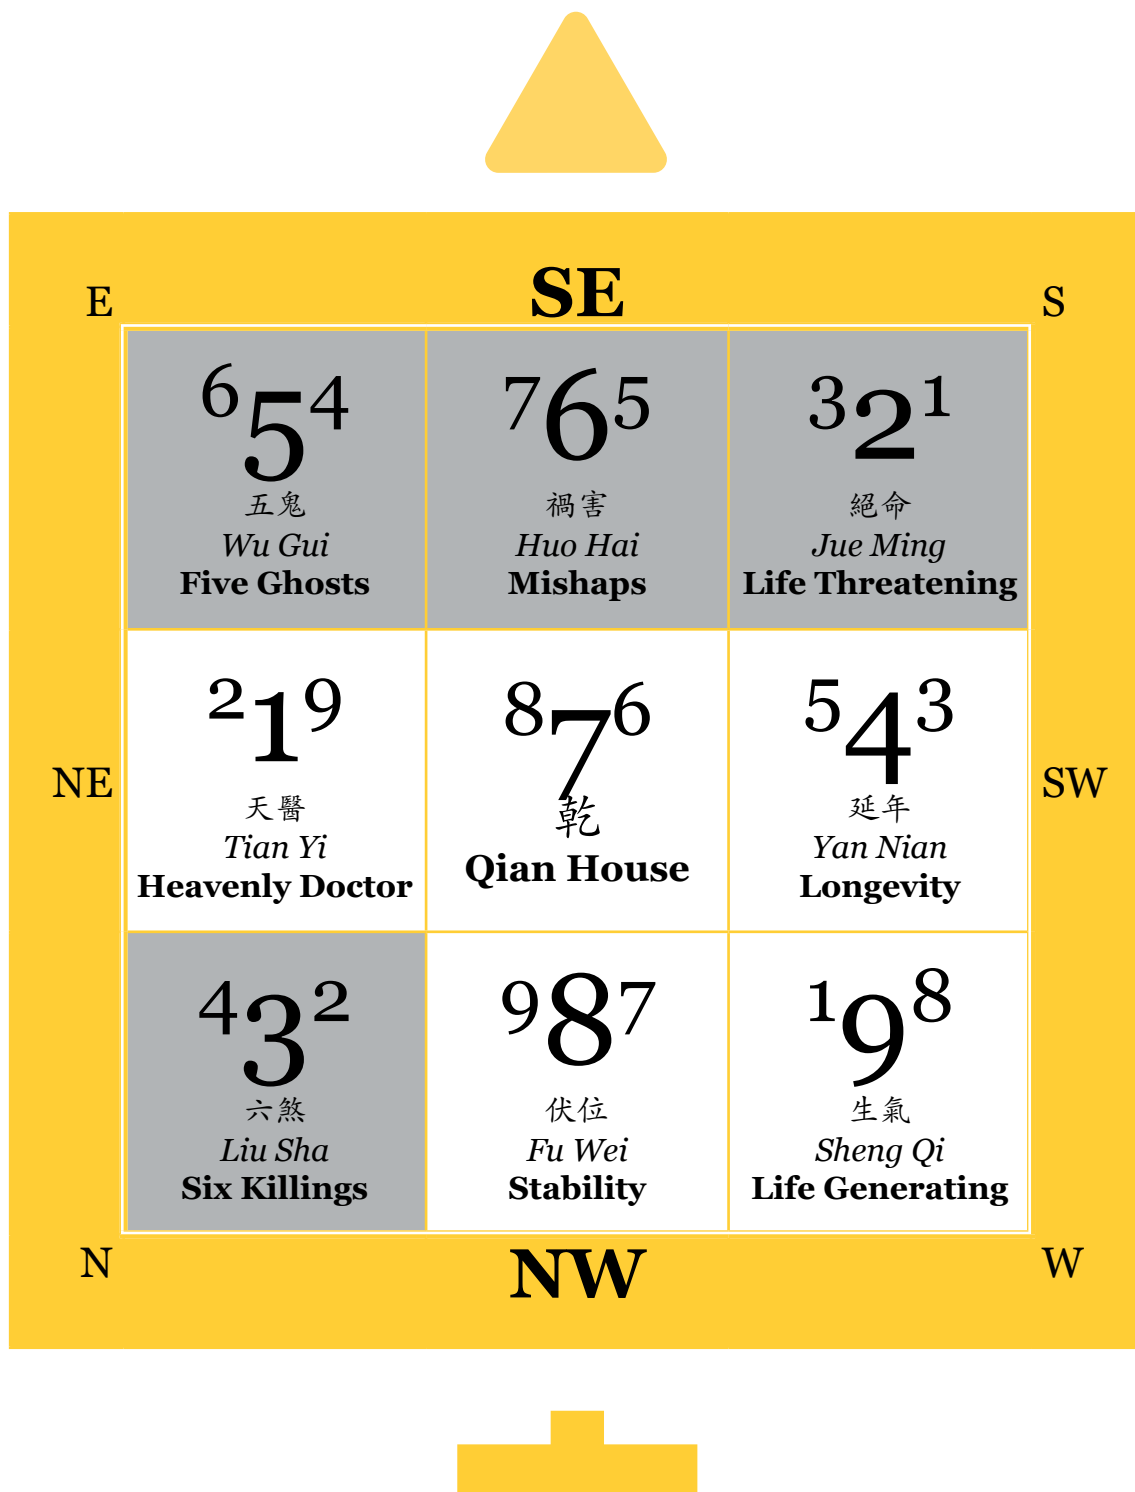 SE
E
S
6 5 4
7 6 5
3 2 1
五鬼
禍害
絕命
Wu Gui
Huo Hai
Jue Ming
Five Ghosts
Mishaps
Life Threatening
2 1 9
8 7 6
5 4 3
NE
SW
天醫
乾
延年
Tian Yi
Qian House
Yan Nian
Heavenly Doctor
Longevity
4 3 2
9 8 7
1 9 8
六煞
伏位
生氣
Liu Sha
Fu Wei
Sheng Qi
Six Killings
Stability
Life Generating
N
NW
W